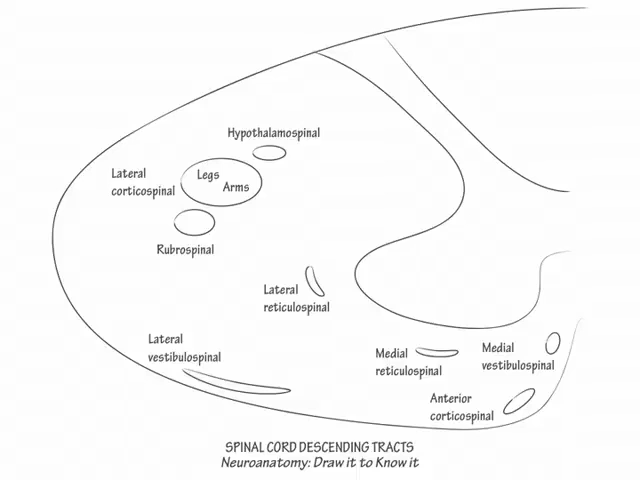 Hypothalamospinal
Lateral
corticospinal
Legs
Arms
Rubrospinal
Lateral
reticulospinal
Lateral
vestibulospinal
Medial
reticulospinal
Medial
vestibulospinal
Anterior
corticospinal
SPINAL CORD DESCENDING TRACTS
Neuroanatomy: Draw it to Know it